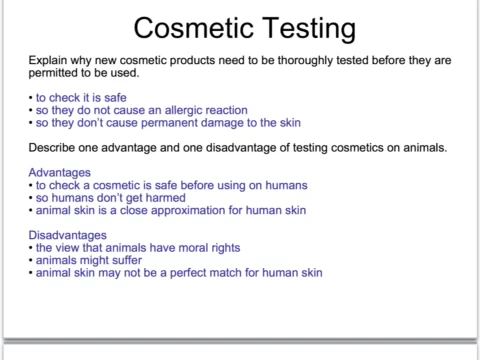 Cosmetic Testing
Explain why new cosmetic products need to be thoroughly tested before they are
permitted to be used.
• to check it is safe
• so they do not cause an allergic reaction
• so they don't cause permanent damage to the skin
Describe one advantage and one disadvantage of testing cosmetics on animals.
Advantages
• to check a cosmetic is safe before using on humans
• so humans don't get harmed
• animal skin is a close approximation for human skin
Disadvantages
• the view that animals have moral rights
• animals might suffer
• animal skin may not be a perfect match for human skin